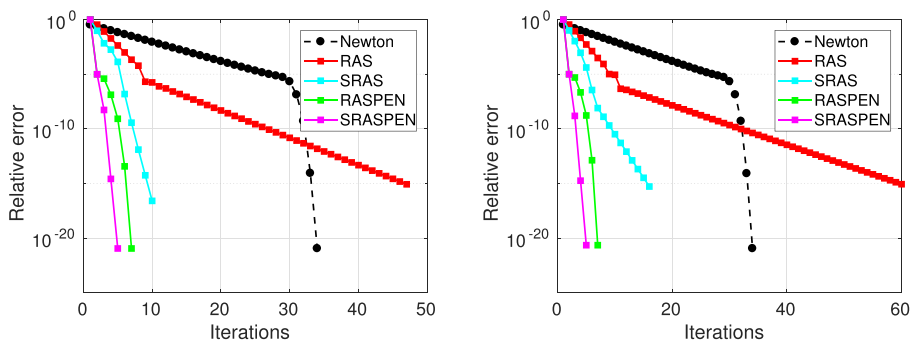 10^0
10^-10
10^-20
Relative error
0
10
20
30
40
50
Iterations
Newton
RAS
SRAS
RASPEN
SRASPEN
10^0
10^-10
10^-20
Relative error
0
20
40
60
Iterations
Newton
RAS
SRAS
RASPEN
SRASPEN